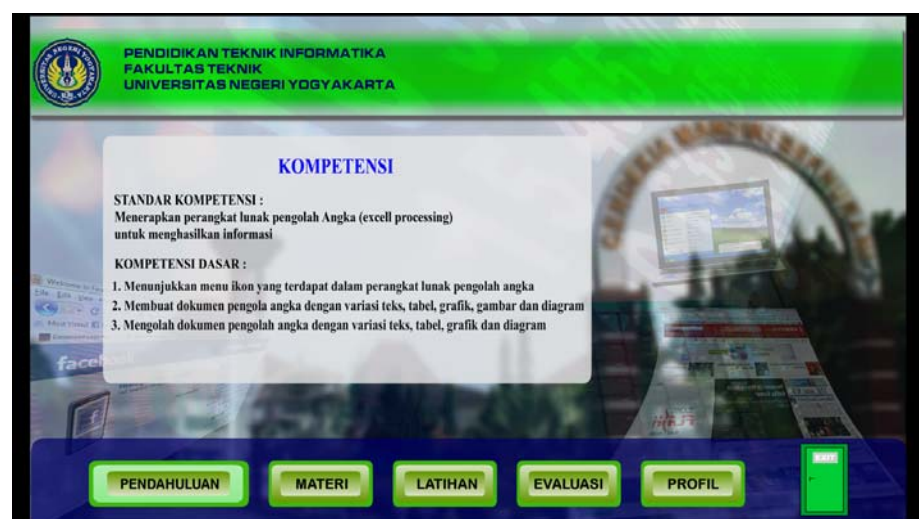 PENDIDIKAN TEKNIK INFORMATIKA
FAKULTAS TEKNIK
UNIVERSITAS NEGERI YOGYAKARTA
KOMPETENSI
STANDAR KOMPETENSI :
Menerapkan perangkat lunak pengolah Angka (excell processing)
untuk menghasilkan informasi
KOMPETENSI DASAR :
1. Menunjukkan menu ikon yang terdapat dalam perangkat lunak pengolah angka
2. Membuat dokumen pengola angka dengan variasi teks, tabel, grafik, gambar dan diagram
3. Mengolah dokumen pengolah angka dengan variasi teks, tabel, grafik dan diagram
Welcome to
face
EXIT
PENDAHULUAN
MATERI
LATIHAN
EVALUASI
PROFIL